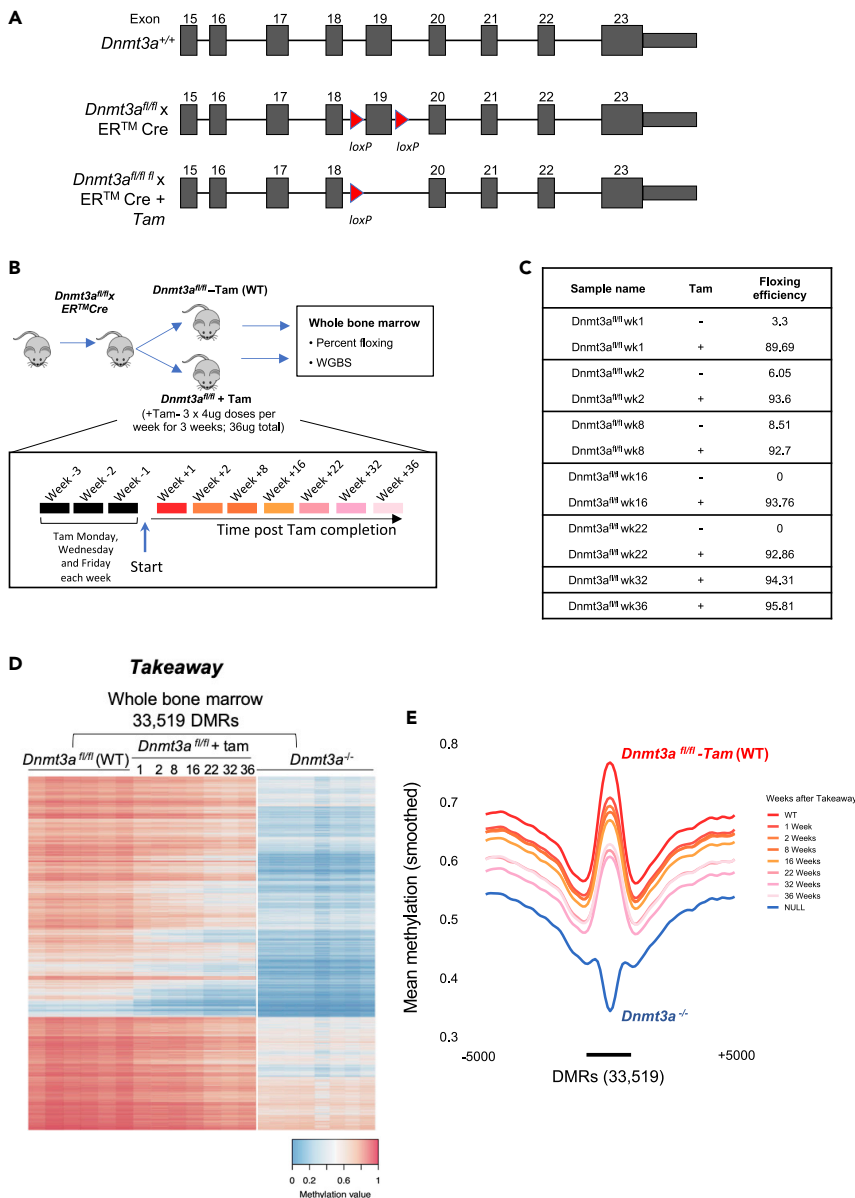 A
Exon
15 16 17 18 19 20 21 22 23
Dnmt3a+/+
15 16 17 18 19 20 21 22 23
Dnmt3afl/fl x
ERTM Cre
loxP loxP
15 16 17 18 20 21 22 23
Dnmt3afl/fl fl x
ERTM Cre +
Tam
loxP
B
Dnmt3afl/fl x
ERTMCre
Dnmt3afl/fl –Tam (WT)
Whole bone marrow
• Percent floxing
• WGBS
Dnmt3afl/fl + Tam
(+Tam- 3 x 4ug doses per
week for 3 weeks; 36ug total)
Week -3 Week -2 Week -1 Week +1 Week +2 Week +8 Week +16 Week +22 Week +32 Week +36
Time post Tam completion
Tam Monday,
Wednesday
and Friday
each week
Start
C
Sample name Tam Floxing
efficiency
Dnmt3afl/fl wk1 - 3.3
Dnmt3afl/fl wk1 + 89.69
Dnmt3afl/fl wk2 - 6.05
Dnmt3afl/fl wk2 + 93.6
Dnmt3afl/fl wk8 - 8.51
Dnmt3afl/fl wk8 + 92.7
Dnmt3afl/fl wk16 - 0
Dnmt3afl/fl wk16 + 93.76
Dnmt3afl/fl wk22 - 0
Dnmt3afl/fl wk22 + 92.86
Dnmt3afl/fl wk32 + 94.31
Dnmt3afl/fl wk36 + 95.81
D
Takeaway
Whole bone marrow
33,519 DMRs
Dnmt3a fl/fl (WT) Dnmt3a fl/fl + tam Dnmt3a-/-
1 2 8 16 22 32 36
0 0.2 0.6 1
Methylation value
E
0.8
0.7
0.6
0.5
0.4
0.3
Mean methylation (smoothed)
Dnmt3a fl/fl -Tam (WT)
Weeks after Takeaway
WT
1 Week
2 Weeks
8 Weeks
16 Weeks
22 Weeks
32 Weeks
36 Weeks
NULL
Dnmt3a -/-
-5000 +5000
DMRs (33,519)